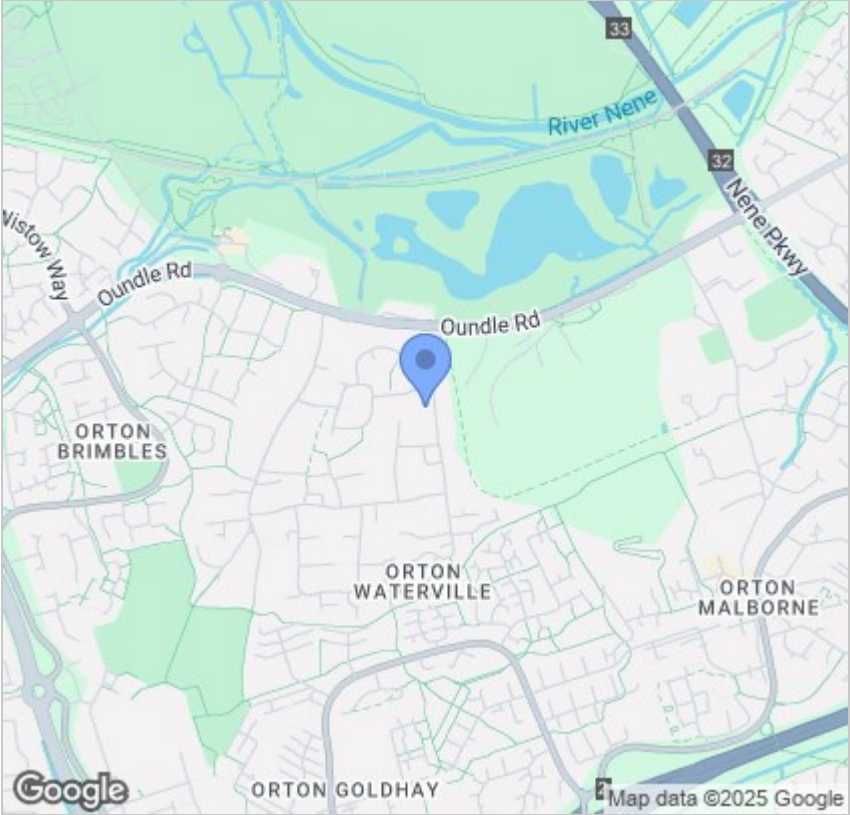 33
River Nene
32
Nene Pkwy
Wistow Way
Oundle Rd
Oundle Rd
ORTON
BRIMBLES
ORTON
WATERVILLE
ORTON
MALBORNE
ORTON GOLDHAY
Google
Map data ©2025 Google